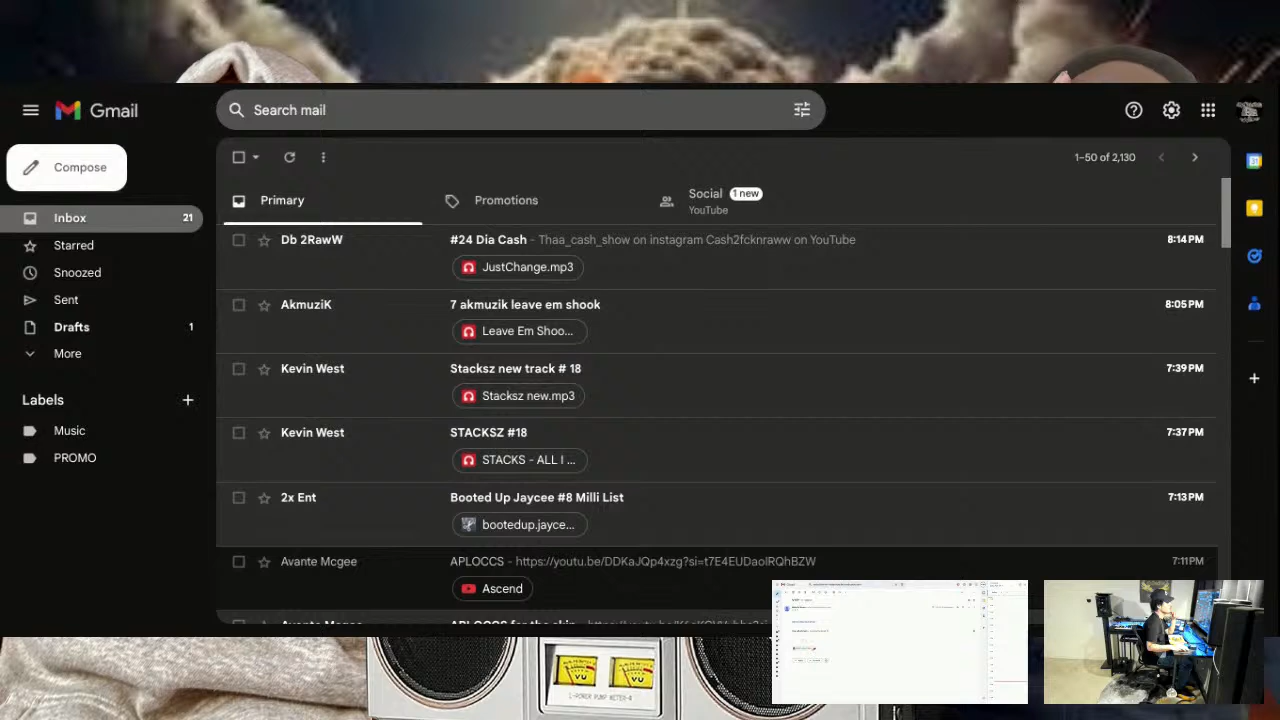 Gmail
Search mail
Compose
1–50 of 2,130
Primary
Promotions
Social 1 new
YouTube
Inbox 21
Starred
Snoozed
Sent
Drafts 1
More
Labels
Music
PROMO
Db 2RawW #24 Dia Cash - Thaa_cash_show on instagram Cash2fcknraww on YouTube 8:14 PM
JustChange.mp3
AkmuziK 7 akmuzik leave em shook 8:05 PM
Leave Em Shoo...
Kevin West Stacksz new track # 18 7:39 PM
Stacksz new.mp3
Kevin West STACKSZ #18 7:37 PM
STACKS - ALL I ...
2x Ent Booted Up Jaycee #8 Milli List 7:13 PM
bootedup.jayce...
Avante Mcgee APLOCCS - https://youtu.be/DDKaJQp4xzg?si=t7E4EUDaolRQhBZW 7:11 PM
Ascend
VU
VU